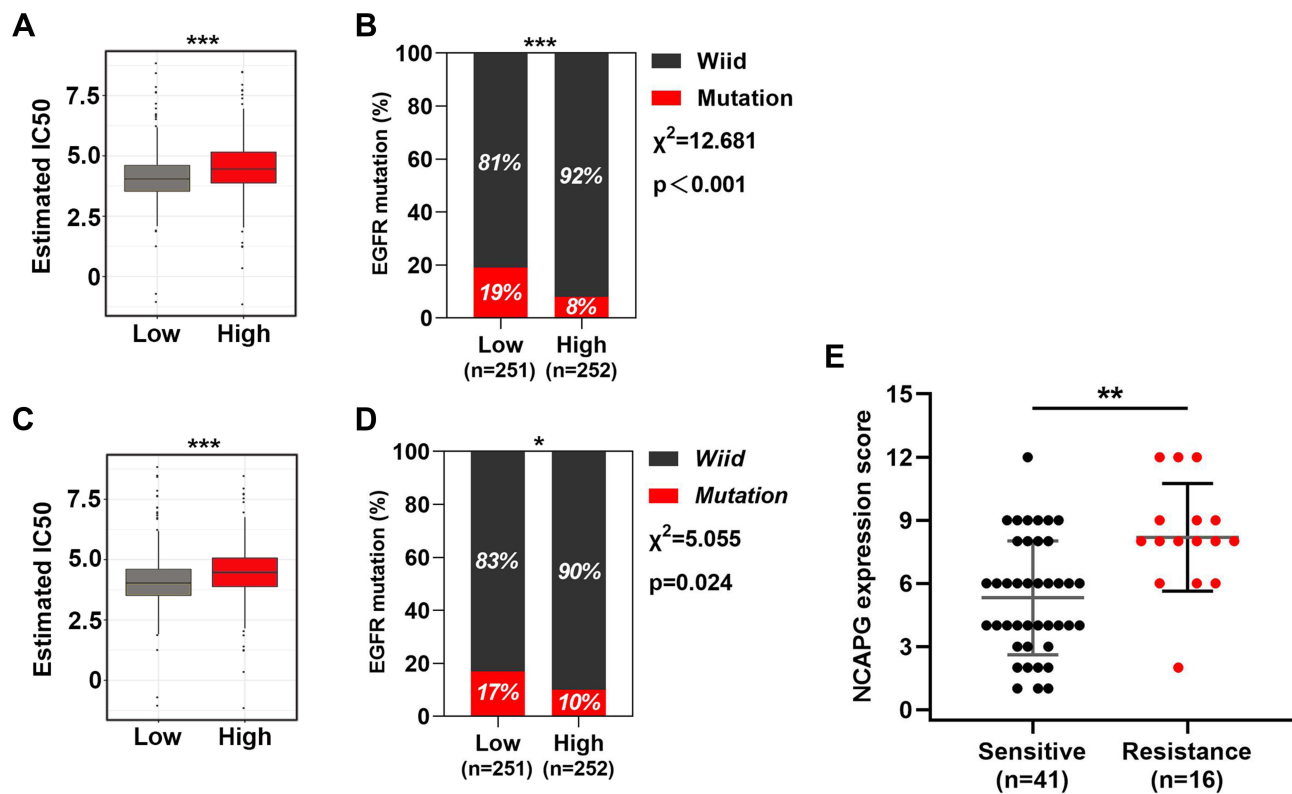 A
***
Estimated IC50
7.5
5.0
2.5
0
Low
High
B
***
EGFR mutation (%)
100
80
60
40
20
0
81%
92%
19%
8%
Low
(n=251)
High
(n=252)
Wiid
Mutation
χ²=12.681
p<0.001
C
***
Estimated IC50
7.5
5.0
2.5
0
Low
High
D
*
EGFR mutation (%)
100
80
60
40
20
0
83%
90%
17%
10%
Low
(n=251)
High
(n=252)
Wiid
Mutation
χ²=5.055
p=0.024
E
**
NCAPG expression score
15
12
9
6
3
0
Sensitive
(n=41)
Resistance
(n=16)